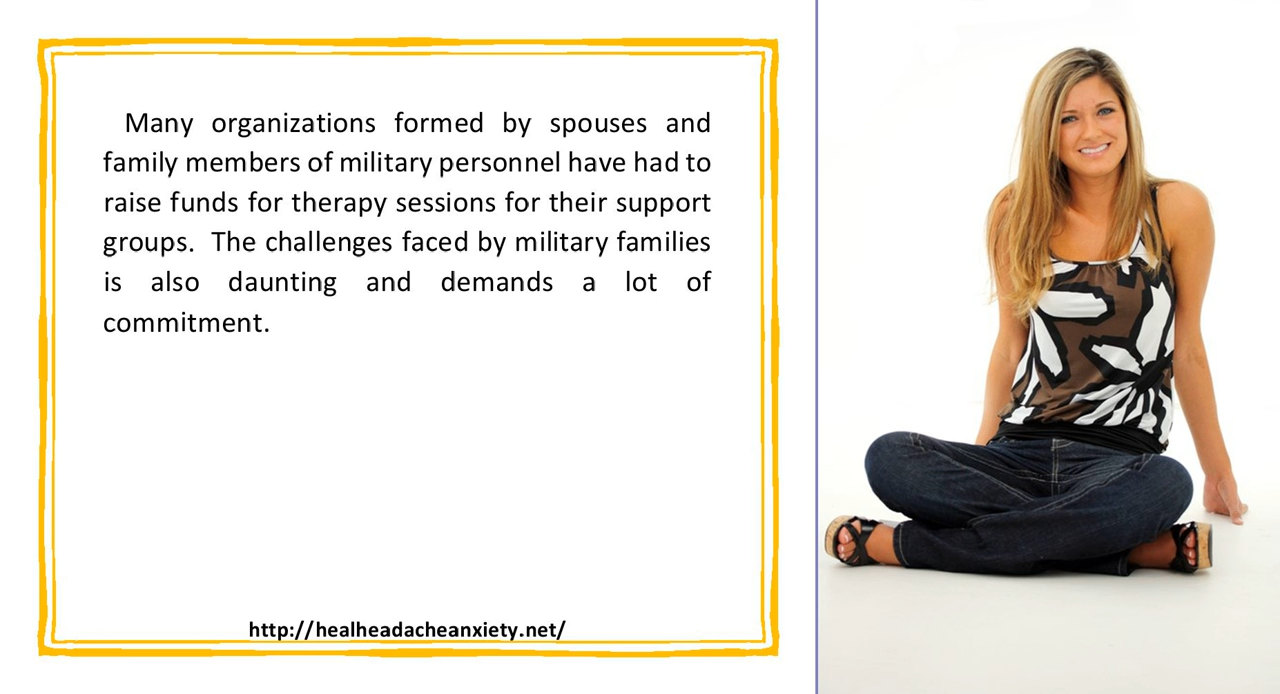 Many organizations formed by spouses and
family members of military personnel have had to
raise funds for therapy sessions for their support
groups.  The challenges faced by military families
is also daunting and demands a lot of
commitment.
http://healheadacheanxiety.net/